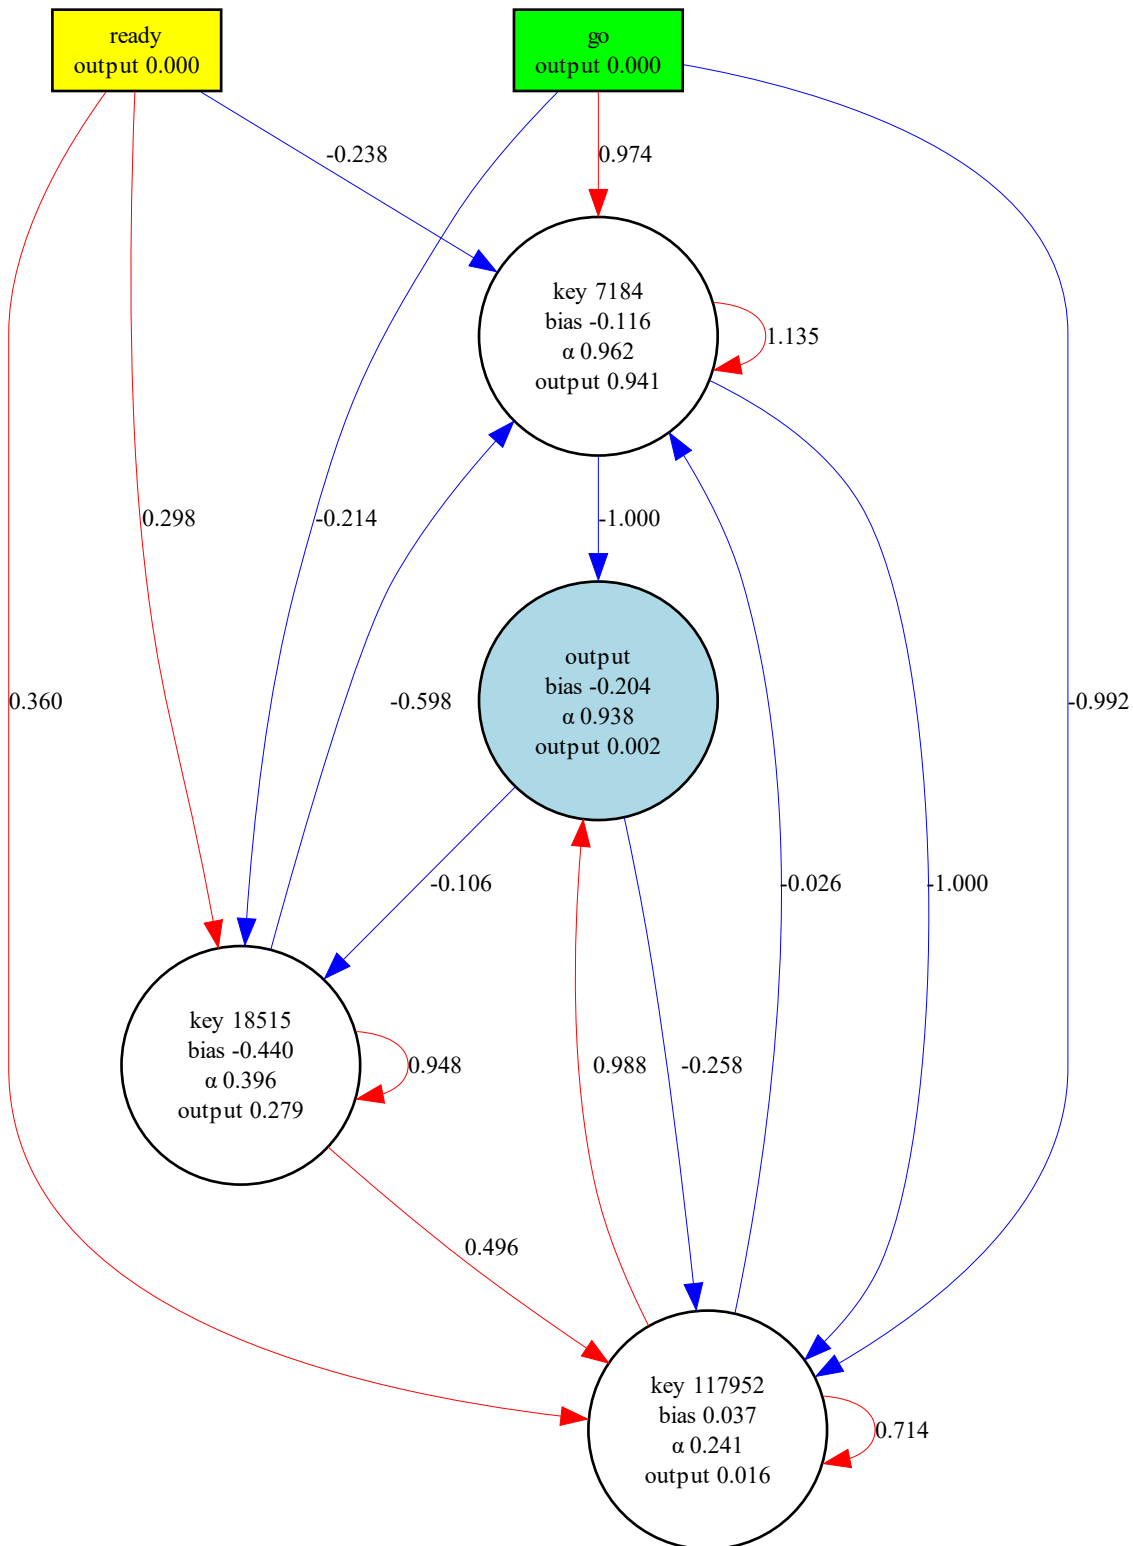 ready
output 0.000
go
output 0.000
-0.238
0.974
key 7184
bias -0.116
α 0.962
output 0.941
1.135
0.298
-0.214
-1.000
output
bias -0.204
α 0.938
output 0.002
0.360
-0.598
-0.992
-0.106
-0.026
-1.000
key 18515
bias -0.440
α 0.396
output 0.279
0.948
0.988
-0.258
0.496
key 117952
bias 0.037
α 0.241
output 0.016
0.714